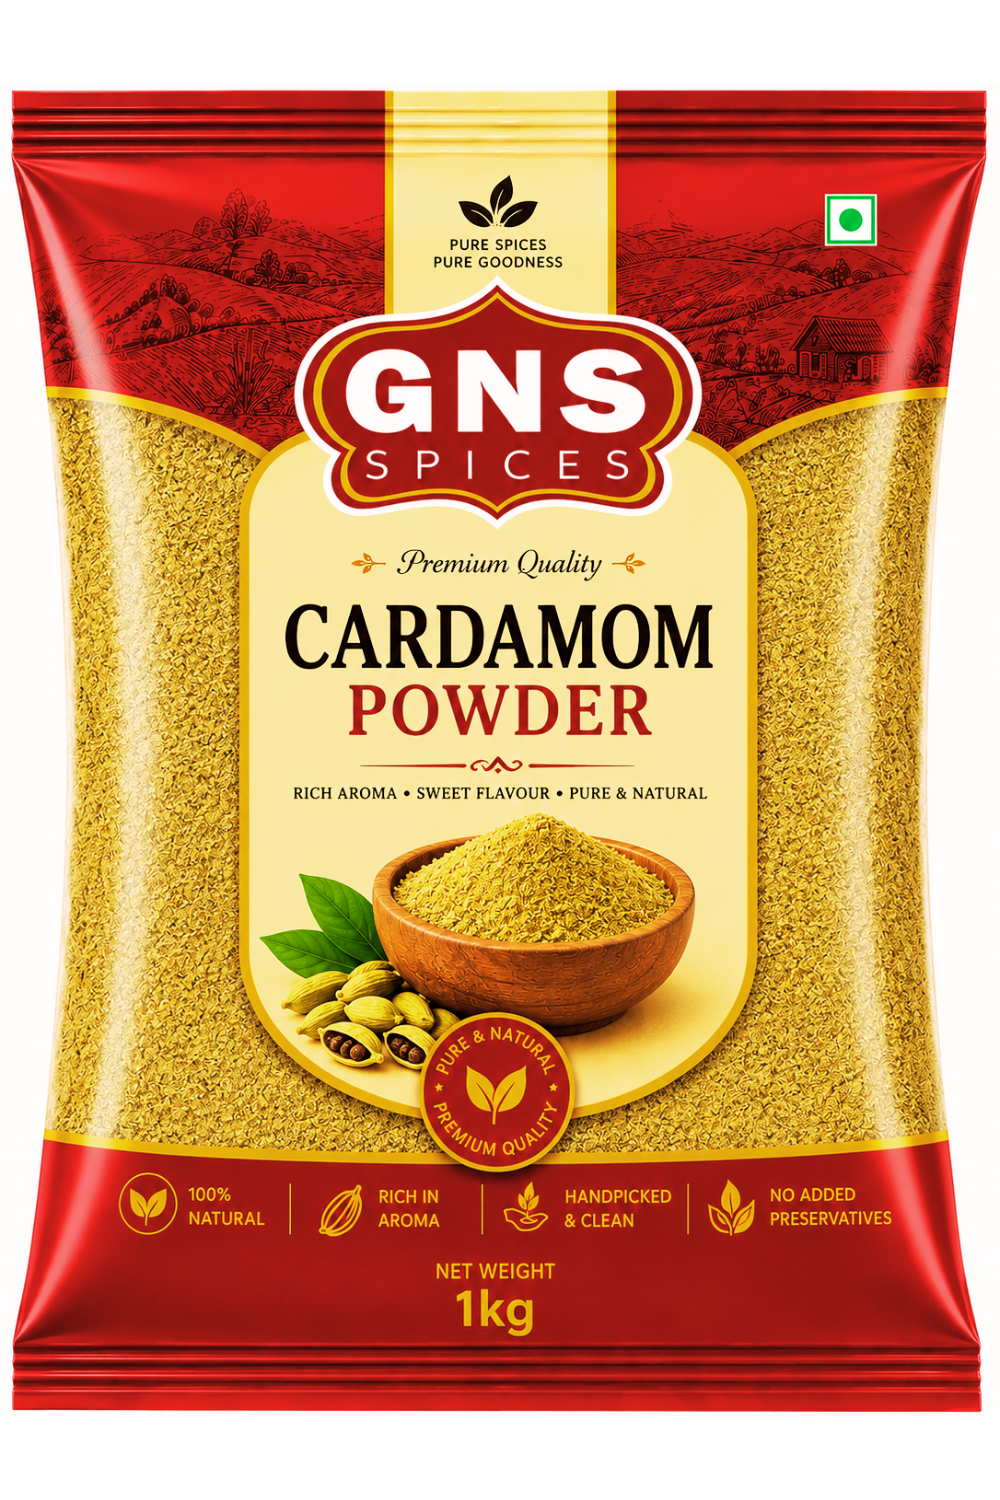 PURE SPICES
PURE GOODNESS
GNS
SPICES
Premium Quality
CARDAMOM
POWDER
RICH AROMA • SWEET FLAVOUR • PURE & NATURAL
PURE & NATURAL
PREMIUM QUALITY
100%
NATURAL
RICH IN
AROMA
HANDPICKED
& CLEAN
NO ADDED
PRESERVATIVES
NET WEIGHT
1kg